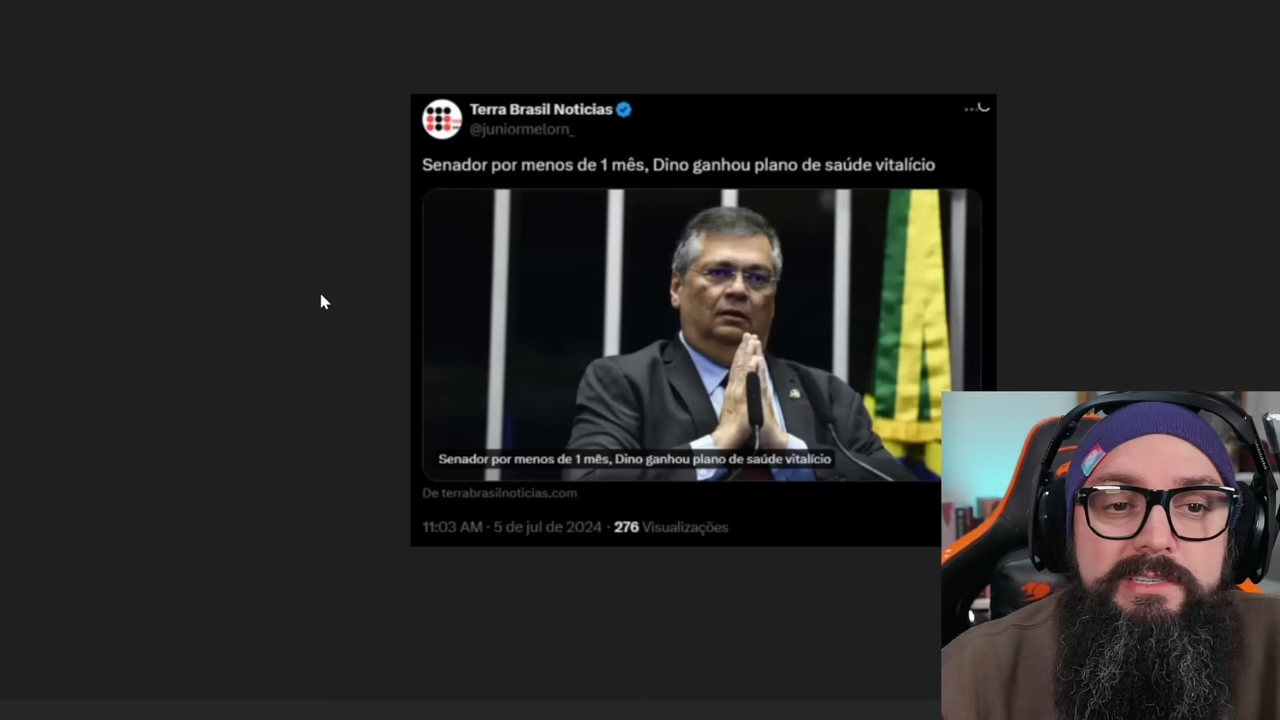 Terra Brasil Noticias
@juniormelorn_
Senador por menos de 1 mês, Dino ganhou plano de saúde vitalício
Senador por menos de 1 mês, Dino ganhou plano de saúde vitalício
De terrabrasilnoticias.com
11:03 AM · 5 de jul de 2024 · 276 Visualizações